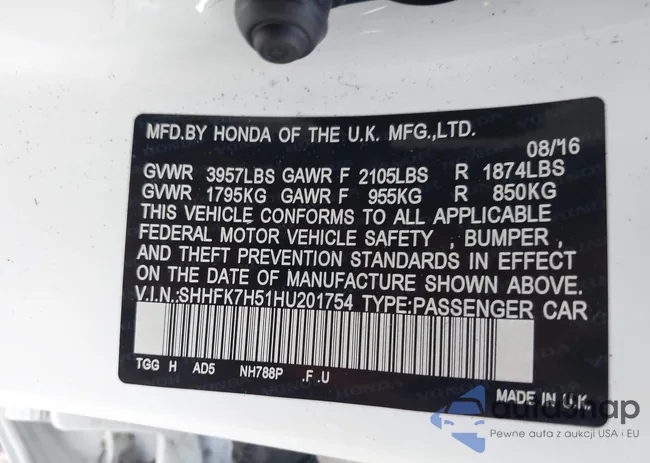 MFD.BY HONDA OF THE U.K. MFG.,LTD.
08/16
GVWR 3957LBS GAWR F 2105LBS R 1874LBS
GVWR 1795KG GAWR F 955KG R 850KG
THIS VEHICLE CONFORMS TO ALL APPLICABLE
FEDERAL MOTOR VEHICLE SAFETY , BUMPER ,
AND THEFT PREVENTION STANDARDS IN EFFECT
ON THE DATE OF MANUFACTURE SHOWN ABOVE.
V.I.N.:SHHFK7H51HU201754 TYPE:PASSENGER CAR
TGG H AD5 NH788P .F .U
MADE IN U.K.
autoSnap
Pewne auta z aukcji USA i EU